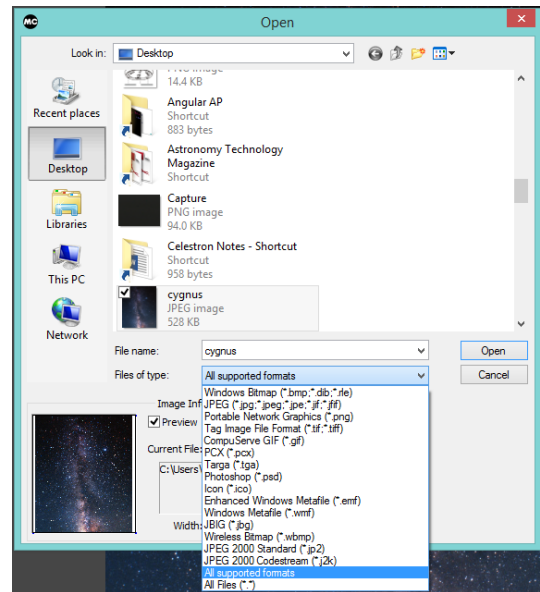 MC
Open
Look in:
Desktop
Recent places
Desktop
Libraries
This PC
Network
PNG image
14.4 KB
Angular AP
Shortcut
883 bytes
Astronomy Technology
Magazine
Shortcut
Capture
PNG image
94.0 KB
Celestron Notes - Shortcut
Shortcut
958 bytes
cygnus
JPEG image
528 KB
File name:
cygnus
Open
Files of type:
All supported formats
Cancel
Windows Bitmap (*.bmp;*.dib;*.rle)
JPEG (*.jpg;*.jpeg;*.jpe;*.jif;*.jff)
Portable Network Graphics (*.png)
Tag Image File Format (*.tif;*.tiff)
CompuServe GIF (*.gif)
PCX (*.pcx)
Targa (*.tga)
Photoshop (*.psd)
Icon (*.ico)
Enhanced Windows Metafile (*.emf)
Windows Metafile (*.wmf)
JBIG (*.jbg)
Wireless Bitmap (*.wbmp)
JPEG 2000 Standard (*.jp2)
JPEG 2000 Codestream (*.j2k)
All supported formats
All Files (*.*)
Image Inf
Preview
Current File:
C:\Users\
Width: